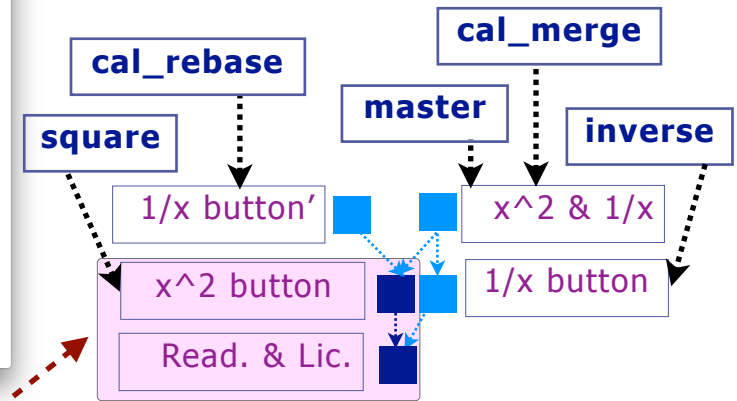 cal_merge
cal_rebase
master
square
inverse
1/x button’
x^2 & 1/x
x^2 button
1/x button
Read. & Lic.